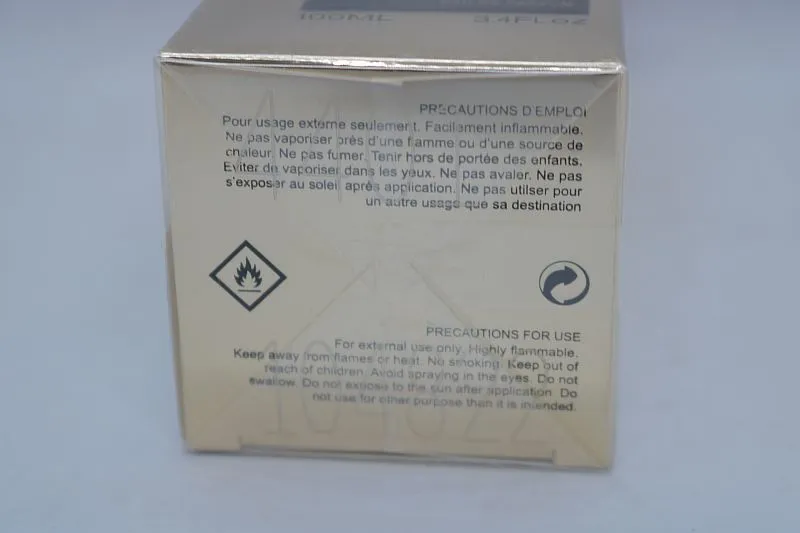 100ML 3.4FLOZ
PRECAUTIONS D'EMPLOI
Pour usage externe seulement. Facilement inflammable.
Ne pas vaporiser près d'une flamme ou d'une source de
chaleur. Ne pas fumer. Tenir hors de portée des enfants.
Eviter de vaporiser dans les yeux. Ne pas avaler. Ne pas
s'exposer au soleil après application. Ne pas utilser pour
un autre usage que sa destination
PRECAUTIONS FOR USE
For external use only. Highly flammable.
Keep away from flames or heat. No smoking. Keep out of
reach of children. Avoid spraying in the eyes. Do not
swallow. Do not expose to the sun after application. Do
not use for other purpose than it is intended.